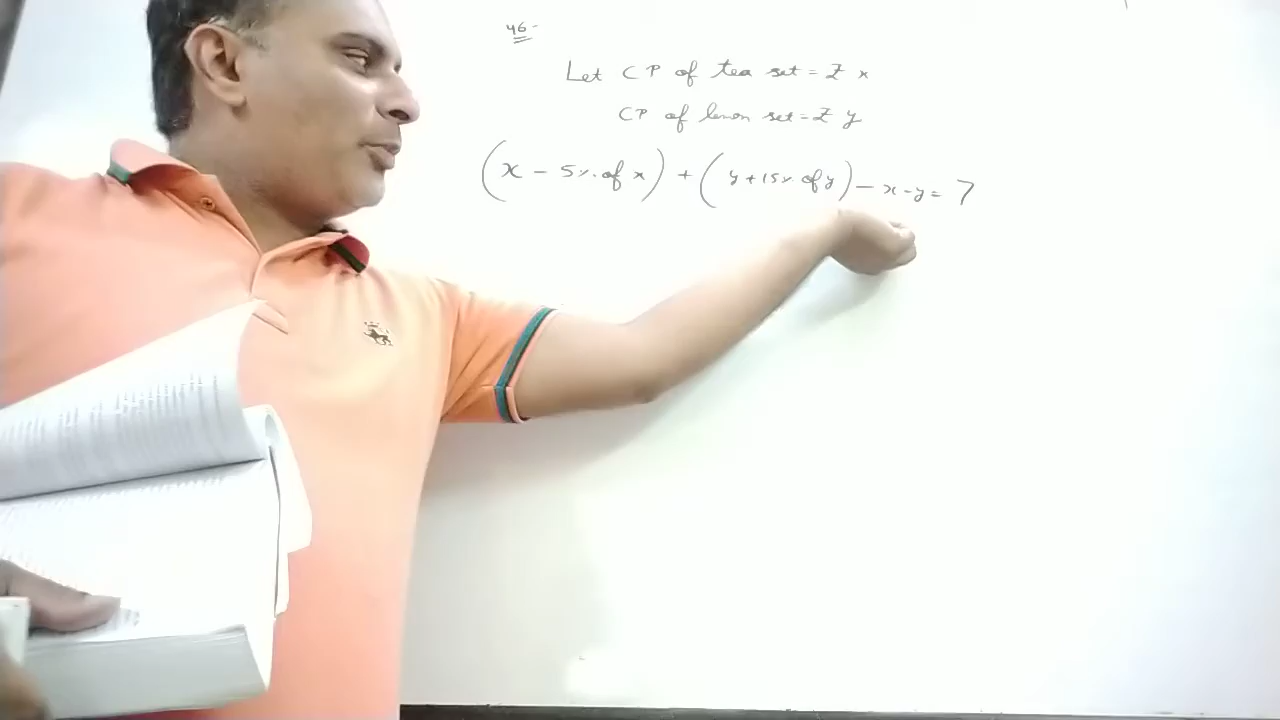 46-
Let CP of tea set = ₹ x
CP of lemon set = ₹ y
(x - 5% of x) + (y + 15% of y) - x - y = 7